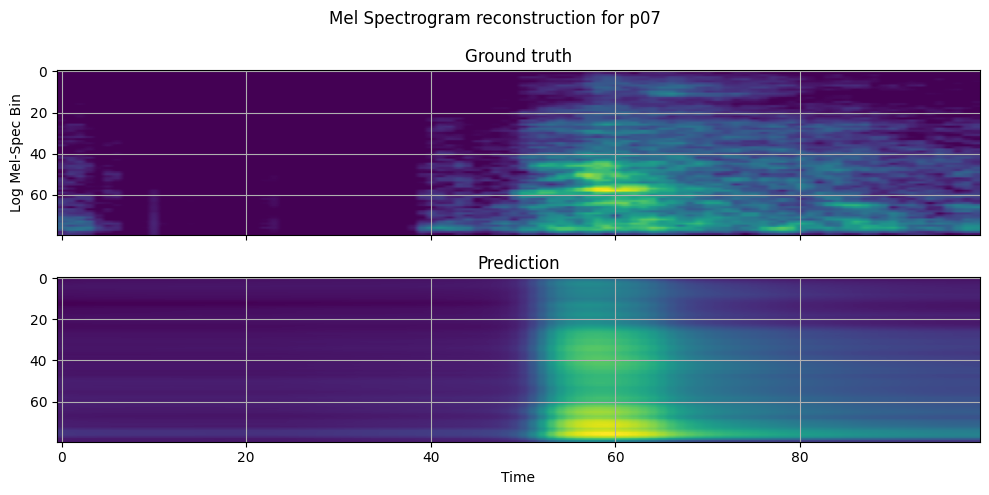 Mel Spectrogram reconstruction for p07
Ground truth
Log Mel-Spec Bin
0
20
40
60
Prediction
0
20
40
60
0 20 40 60 80
Time